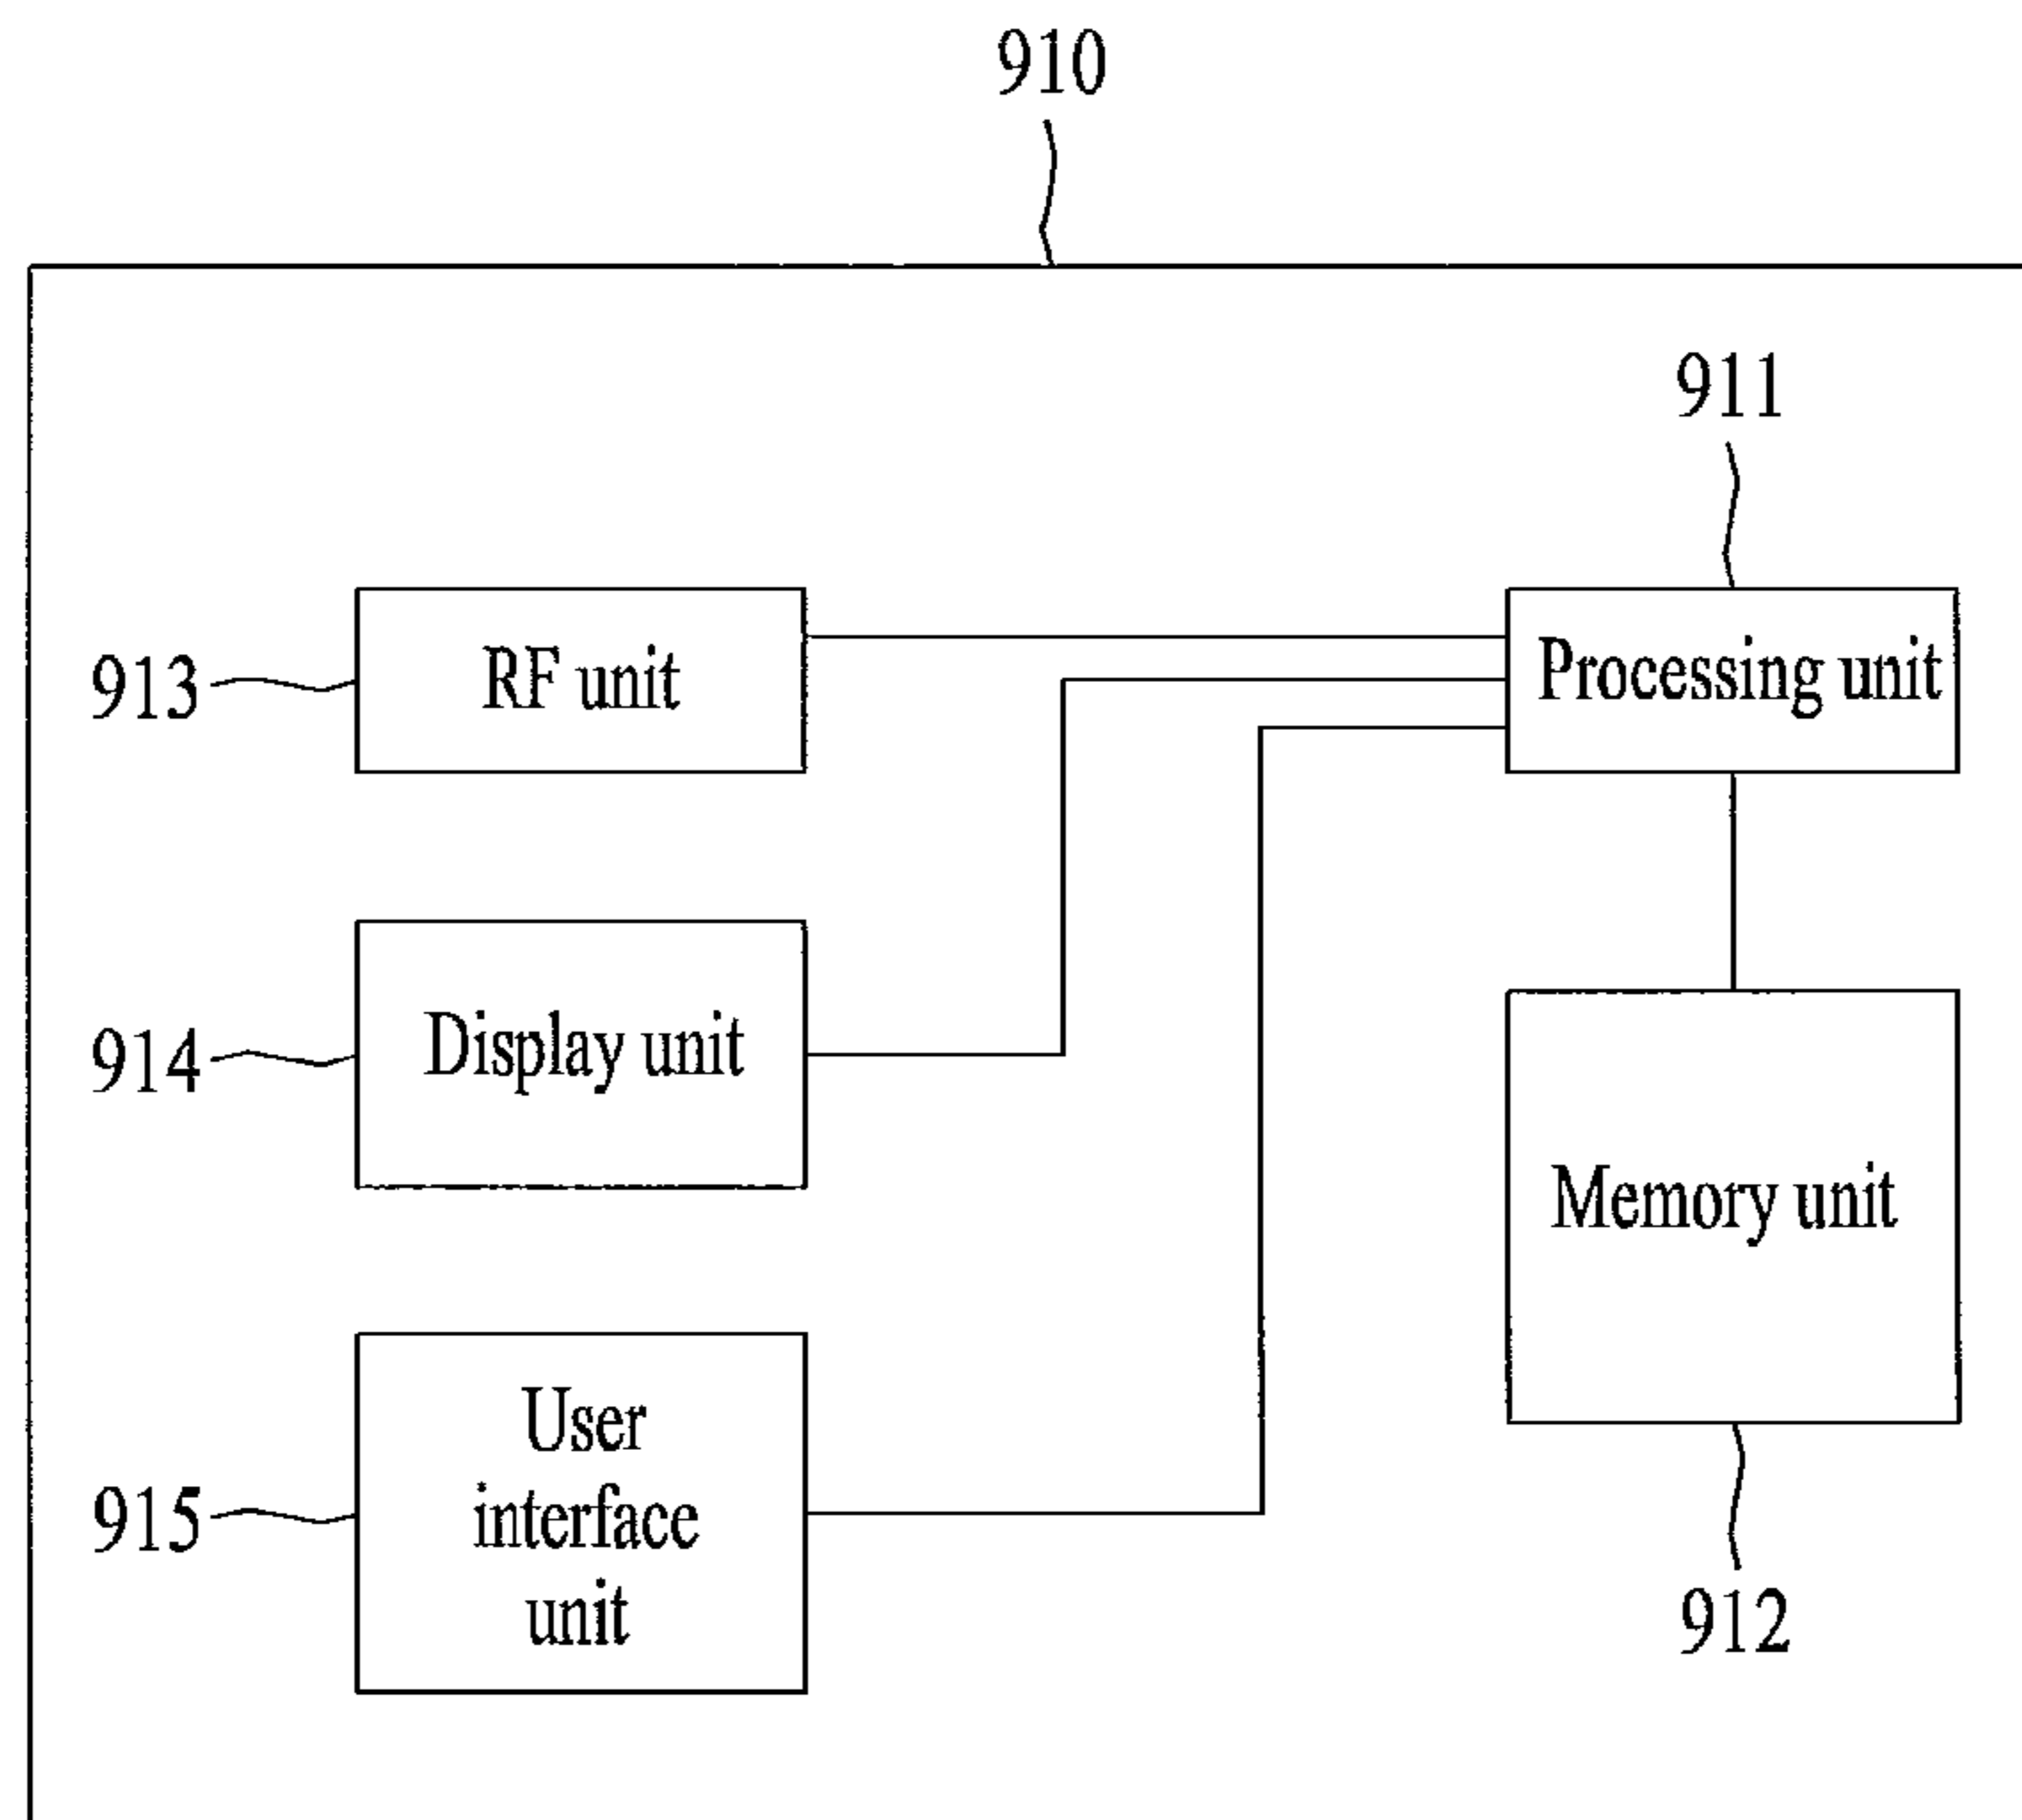 910
911
913
RF unit
Processing unit
914
Display unit
Memory unit
915
User
interface
unit
912